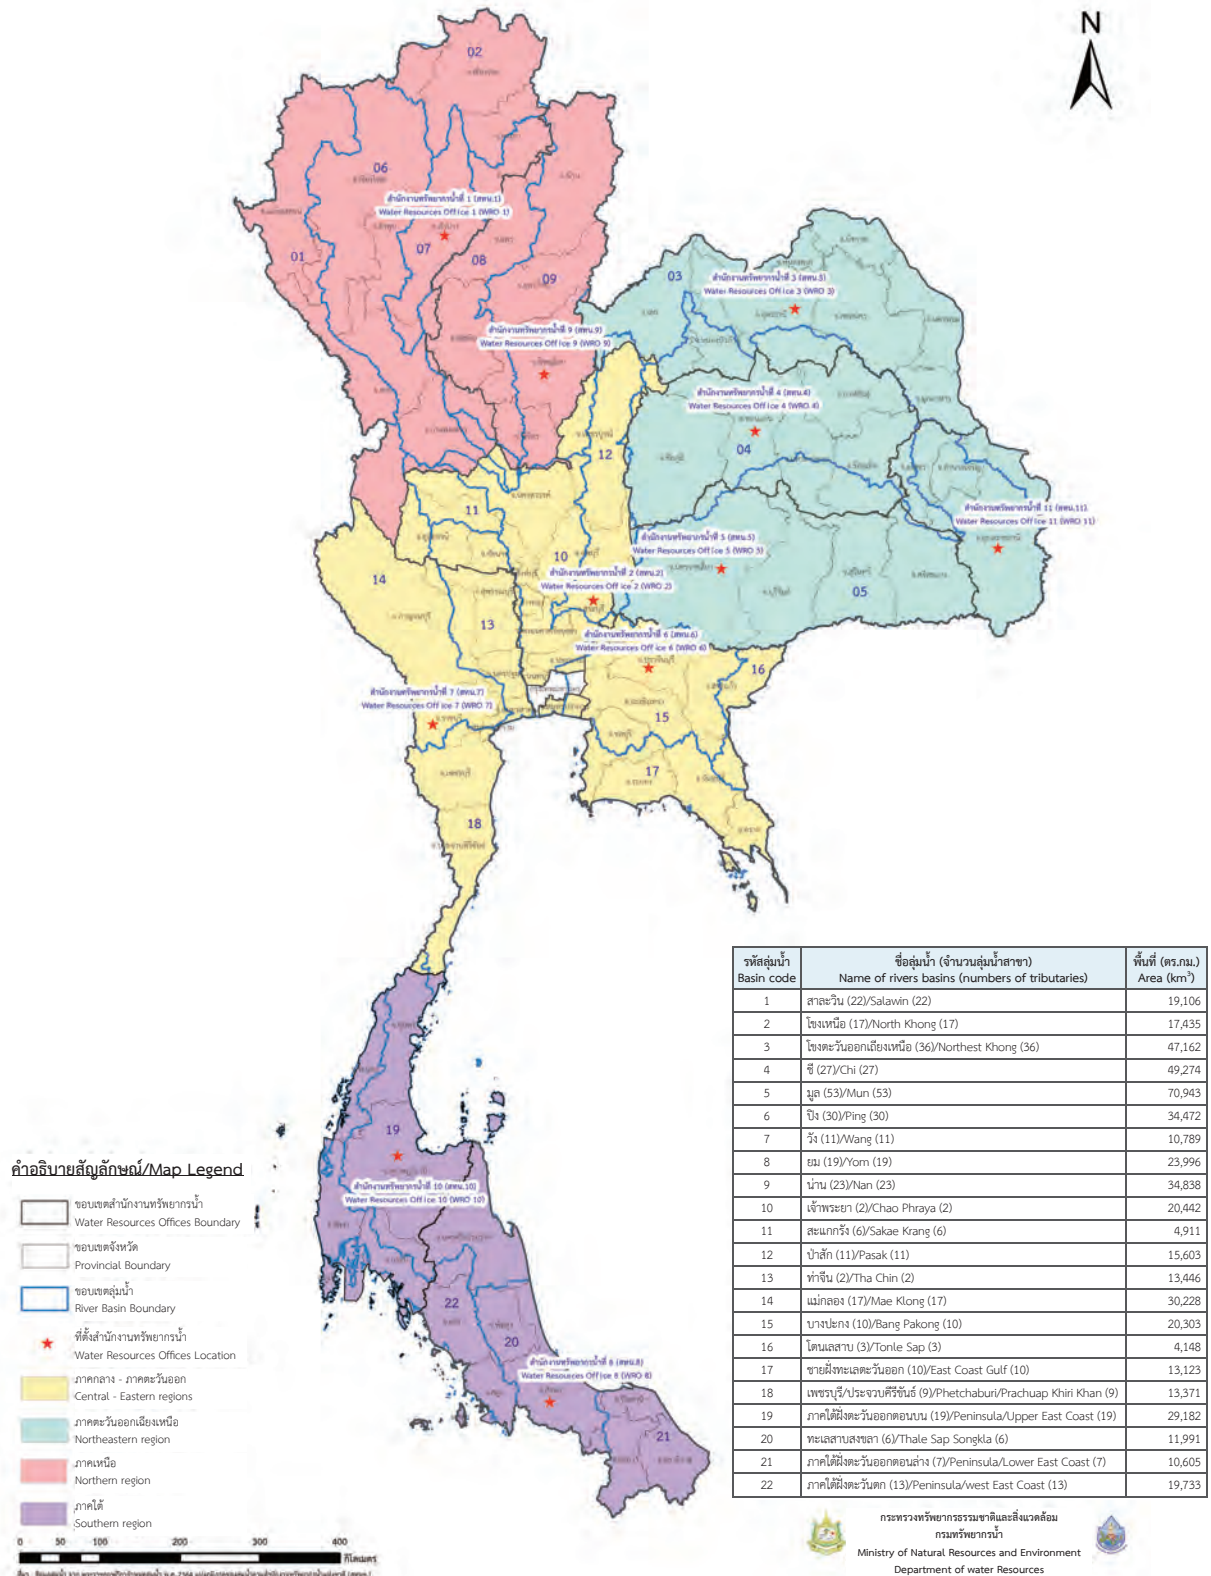 N
02
06
สำนักงานทรัพยากรน้ำที่ 1 (สทน.1)
Water Resources Office 1 (WRO 1)
07
08
01
09
03
สำนักงานทรัพยากรน้ำที่ 3 (สทน.3)
Water Resources Office 3 (WRO 3)
สำนักงานทรัพยากรน้ำที่ 9 (สทน.9)
Water Resources Office 9 (WRO 9)
สำนักงานทรัพยากรน้ำที่ 4 (สทน.4)
Water Resources Office 4 (WRO 4)
12
04
11
สำนักงานทรัพยากรน้ำที่ 11 (สทน.11)
Water Resources Office 11 (WRO 11)
สำนักงานทรัพยากรน้ำที่ 5 (สทน.5)
Water Resources Office 5 (WRO 5)
10
14
สำนักงานทรัพยากรน้ำที่ 2 (สทน.2)
Water Resources Office 2 (WRO 2)
05
13
สำนักงานทรัพยากรน้ำที่ 6 (สทน.6)
Water Resources Office 6 (WRO 6)
16
สำนักงานทรัพยากรน้ำที่ 7 (สทน.7)
Water Resources Office 7 (WRO 7)
15
17
18
19
สำนักงานทรัพยากรน้ำที่ 10 (สทน.10)
Water Resources Office 10 (WRO 10)
22
20
สำนักงานทรัพยากรน้ำที่ 8 (สทน.8)
Water Resources Office 8 (WRO 8)
21
คำอธิบายสัญลักษณ์/Map Legend
ขอบเขตสำนักงานทรัพยากรน้ำ
Water Resources Offices Boundary
ขอบเขตจังหวัด
Provincial Boundary
ขอบเขตลุ่มน้ำ
River Basin Boundary
ที่ตั้งสำนักงานทรัพยากรน้ำ
Water Resources Offices Location
ภาคกลาง - ภาคตะวันออก
Central - Eastern regions
ภาคตะวันออกเฉียงเหนือ
Northeastern region
ภาคเหนือ
Northern region
ภาคใต้
Southern region
0 50 100 200 300 400
กิโลเมตร
รหัสลุ่มน้ำ ชื่อลุ่มน้ำ (จำนวนลุ่มน้ำสาขา) พื้นที่ (ตร.กม.)
Basin code Name of rivers basins (numbers of tributaries) Area (km³)
1 สาละวิน (22)/Salawin (22) 19,106
2 โขงเหนือ (17)/North Khong (17) 17,435
3 โขงตะวันออกเฉียงเหนือ (36)/Northest Khong (36) 47,162
4 ชี (27)/Chi (27) 49,274
5 มูล (53)/Mun (53) 70,943
6 ปิง (30)/Ping (30) 34,472
7 วัง (11)/Wang (11) 10,789
8 ยม (19)/Yom (19) 23,996
9 น่าน (23)/Nan (23) 34,838
10 เจ้าพระยา (2)/Chao Phraya (2) 20,442
11 สะแกกรัง (6)/Sakae Krang (6) 4,911
12 ป่าสัก (11)/Pasak (11) 15,603
13 ท่าจีน (2)/Tha Chin (2) 13,446
14 แม่กลอง (17)/Mae Klong (17) 30,228
15 บางปะกง (10)/Bang Pakong (10) 20,303
16 โตนเลสาบ (3)/Tonle Sap (3) 4,148
17 ชายฝั่งทะเลตะวันออก (10)/East Coast Gulf (10) 13,123
18 เพชรบุรี/ประจวบคีรีขันธ์ (9)/Phetchaburi/Prachuap Khiri Khan (9) 13,371
19 ภาคใต้ฝั่งตะวันออกตอนบน (19)/Peninsula/Upper East Coast (19) 29,182
20 ทะเลสาบสงขลา (6)/Thale Sap Songkla (6) 11,991
21 ภาคใต้ฝั่งตะวันออกตอนล่าง (7)/Peninsula/Lower East Coast (7) 10,605
22 ภาคใต้ฝั่งตะวันตก (13)/Peninsula/west East Coast (13) 19,733
กระทรวงทรัพยากรธรรมชาติและสิ่งแวดล้อม
กรมทรัพยากรน้ำ
Ministry of Natural Resources and Environment
Department of water Resources